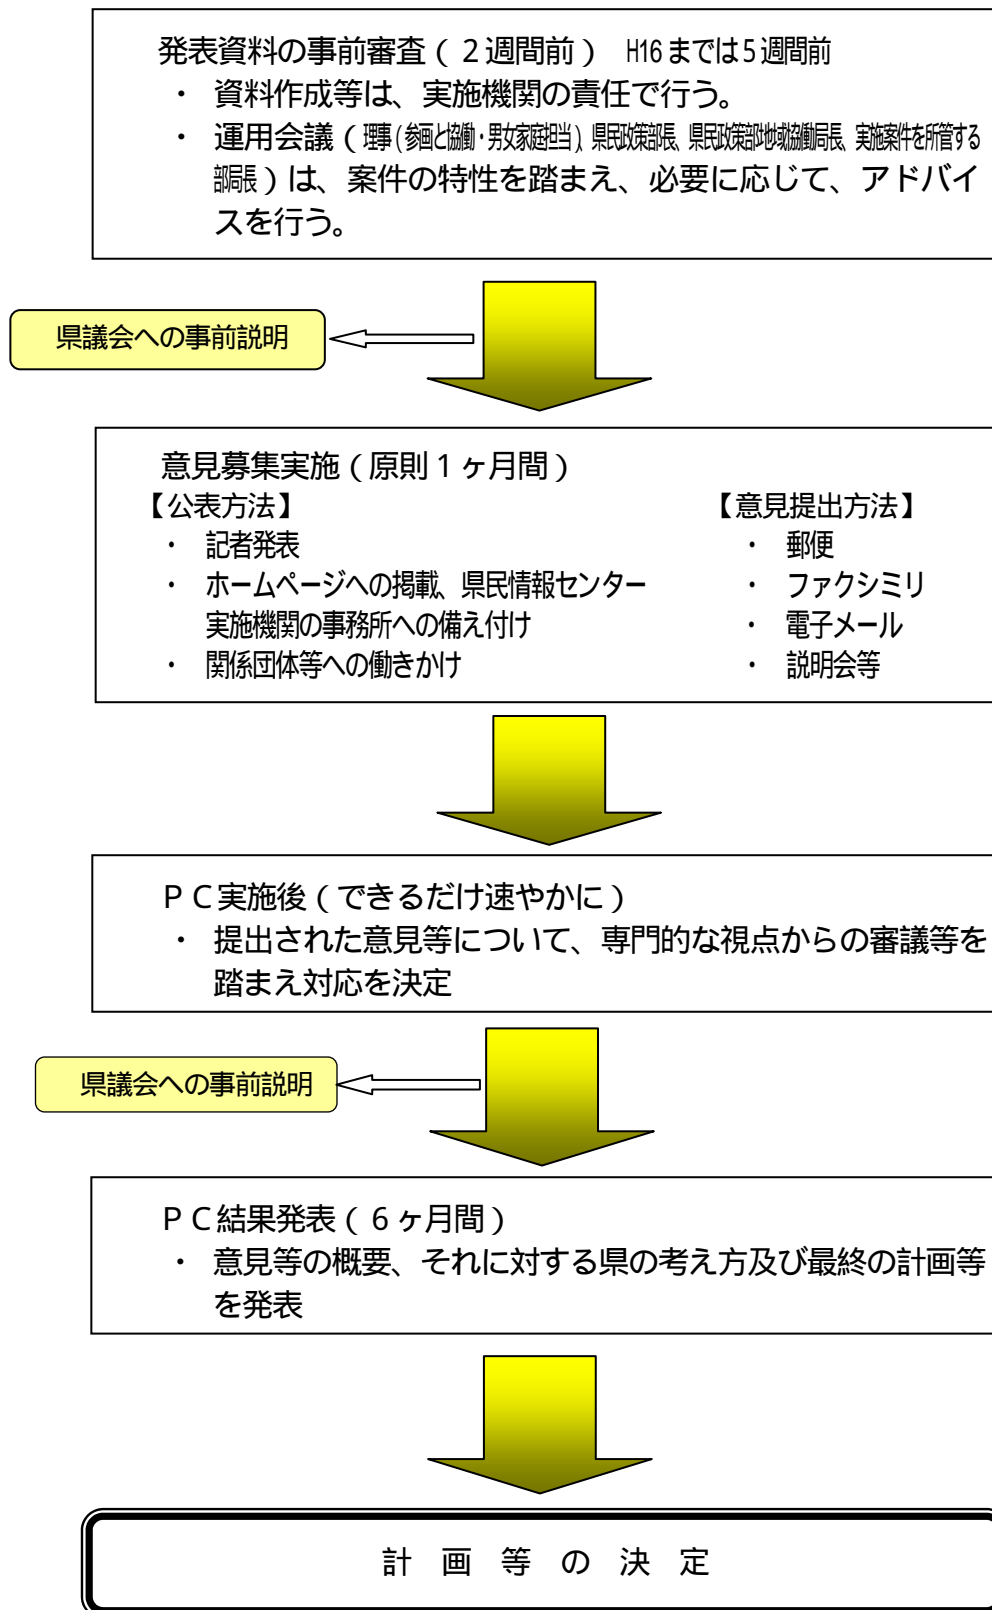 発表資料の事前審査（２週間前） H16までは５週間前
・ 資料作成等は、実施機関の責任で行う。
・ 運用会議（理事（参画と協働・男女家庭担当）、県民政策部長、県民政策部地域協働局長、実施案件を所管する
部局長）は、案件の特性を踏まえ、必要に応じて、アドバイ
スを行う。
県議会への事前説明
意見募集実施（原則１ヶ月間）
【公表方法】
・ 記者発表
・ ホームページへの掲載、県民情報センター
実施機関の事務所への備え付け
・ 関係団体等への働きかけ
【意見提出方法】
・ 郵便
・ ファクシミリ
・ 電子メール
・ 説明会等
ＰＣ実施後（できるだけ速やかに）
・ 提出された意見等について、専門的な視点からの審議等を
踏まえ対応を決定
県議会への事前説明
ＰＣ結果発表（６ヶ月間）
・ 意見等の概要、それに対する県の考え方及び最終の計画等
を発表
計 画 等 の 決 定